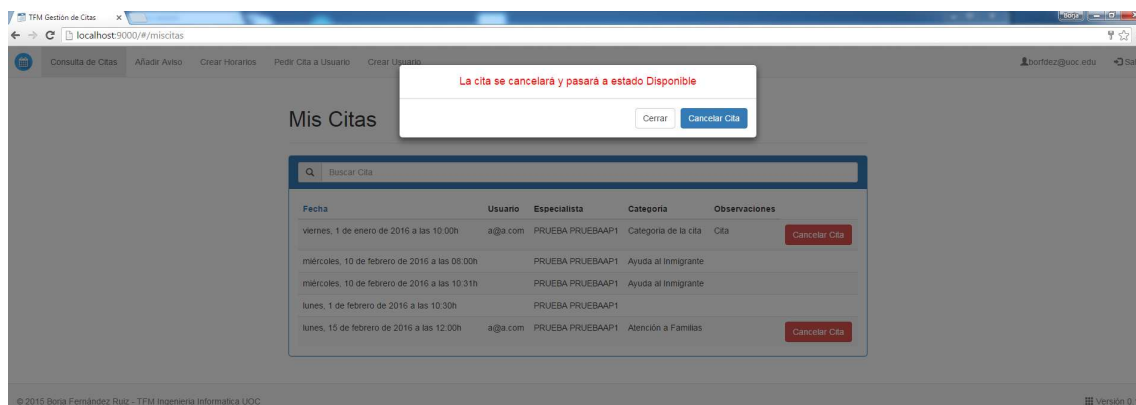 TFM Gestión de Citas
Borja
localhost:9000/#/miscitas
Consulta de Citas Añadir Aviso Crear Horarios Pedir Cita a Usuario Crear Usuario borfdez@uoc.edu Sal
La cita se cancelará y pasará a estado Disponible
Cerrar Cancelar Cita
Mis Citas
Buscar Cita
Fecha Usuario Especialista Categoría Observaciones
viernes, 1 de enero de 2016 a las 10:00h a@a.com PRUEBA PRUEBAAP1 Categoría de la cita Cita Cancelar Cita
miércoles, 10 de febrero de 2016 a las 08:00h PRUEBA PRUEBAAP1 Ayuda al Inmigrante
miércoles, 10 de febrero de 2016 a las 10:31h PRUEBA PRUEBAAP1 Ayuda al Inmigrante
lunes, 1 de febrero de 2016 a las 10:30h PRUEBA PRUEBAAP1
lunes, 15 de febrero de 2016 a las 12:00h a@a.com PRUEBA PRUEBAAP1 Atención a Familias Cancelar Cita
© 2015 Borja Fernández Ruiz - TFM Ingeniería Informatica UOC Versión 0.